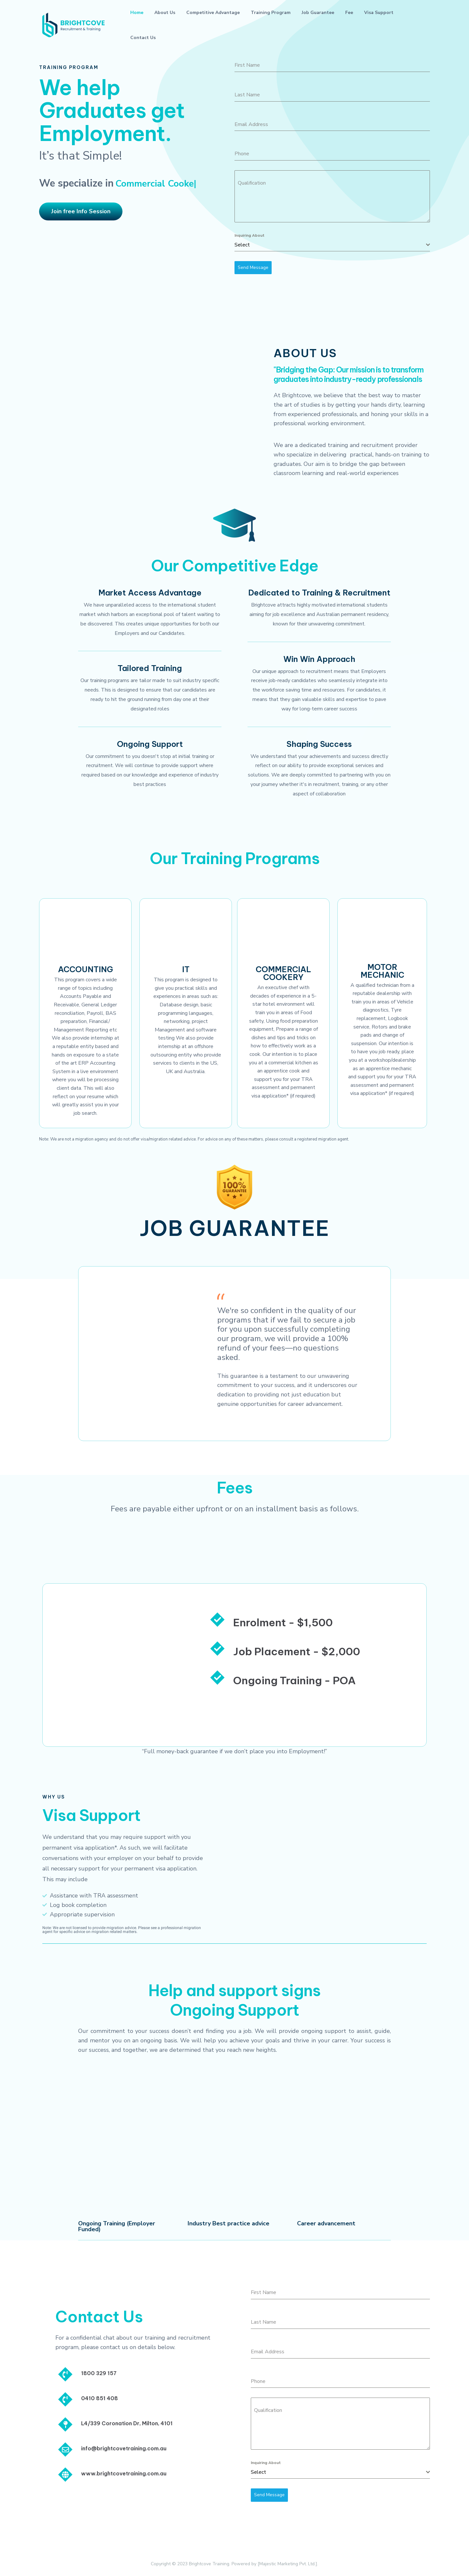 BRIGHTCOVE
Recruitment & Training
Home
About Us
Competitive Advantage
Training Program
Job Guarantee
Fee
Visa Support
Contact Us
TRAINING PROGRAM
We help
Graduates get
Employment.
It's that Simple!
We specialize in Commercial Cooke|
Join free Info Session
First Name
Last Name
Email Address
Phone
Qualification
Inquiring About
Select
Send Message
ABOUT US
"Bridging the Gap: Our mission is to transform
graduates into industry-ready professionals
At Brightcove, we believe that the best way to master
the art of studies is by getting your hands dirty, learning
from experienced professionals, and honing your skills in a
professional working environment.
We are a dedicated training and recruitment provider
who specialize in delivering practical, hands-on training to
graduates. Our aim is to bridge the gap between
classroom learning and real-world experiences
Our Competitive Edge
Market Access Advantage
We have unparalleled access to the international student
market which harbors an exceptional pool of talent waiting to
be discovered. This creates unique opportunities for both our
Employers and our Candidates.
Dedicated to Training & Recruitment
Brightcove attracts highly motivated international students
aiming for job excellence and Australian permanent residency,
known for their unwavering commitment.
Tailored Training
Our training programs are tailor made to suit industry specific
needs. This is designed to ensure that our candidates are
ready to hit the ground running from day one at their
designated roles
Win Win Approach
Our unique approach to recruitment means that Employers
receive job-ready candidates who seamlessly integrate into
the workforce saving time and resources. For candidates, it
means that they gain valuable skills and expertise to pave
way for long-term career success
Ongoing Support
Our commitment to you doesn't stop at initial training or
recruitment. We will continue to provide support where
required based on our knowledge and experience of industry
best practices
Shaping Success
We understand that your achievements and success directly
reflect on our ability to provide exceptional services and
solutions. We are deeply committed to partnering with you on
your journey whether it's in recruitment, training, or any other
aspect of collaboration
Our Training Programs
ACCOUNTING
This program covers a wide
range of topics including
Accounts Payable and
Receivable, General Ledger
reconciliation, Payroll, BAS
preparation, Financial/
Management Reporting etc.
We also provide internship at
a reputable entity based in
hands on exposure to a state
of the art ERP Accounting
System in a live environment
where you will be processing
client data. This will also
reflect on your resume which
will greatly assist you in your
job search.
IT
This program is designed to
give you practical skills and
experiences in areas such as
Database design, basic
programming languages,
networking, project
Management and software
testing We also provide
internship at an offshore
outsourcing entity who provide
services to clients in the US,
UK and Australia.
COMMERCIAL
COOKERY
An executive chef with
decades of experience in a 5-
star hotel environment will
train you in areas of Food
safety, Using food preparation
equipment, Prepare a range of
dishes and tips and tricks on
how to effectively work as a
cook. Our intention is to place
you at a commercial kitchen as
an apprentice cook and
support you for your TRA
assessment and permanent
visa application* (if required).
MOTOR
MECHANIC
A qualified technician from a
reputable dealership with
train you in areas of Vehicle
diagnostics, Tyre
replacement, Logbook
service, Rotors and brake
pads and change of
suspension. Our intention is
to have you job ready place
you at a workshop/dealership
as an apprentice mechanic
and support you for your TRA
assessment and permanent
visa application* (if required)
Note: We are not a migration agency and do not offer visa/migration related advice. For advice on any of these matters, please consult a registered migration agent
100%
GUARANTEE
JOB GUARANTEE
We're so confident in the quality of our
programs that if we fail to secure a job
for you upon successfully completing
our program, we will provide a 100%
refund of your fees—no questions
asked.
This guarantee is a testament to our unwavering
commitment to your success, and it underscores our
dedication to providing not just education but
genuine opportunities for career advancement.
Fees
Fees are payable either upfront or on an installment basis as follows.
Enrolment - $1,500
Job Placement - $2,000
Ongoing Training - POA
"Full money-back guarantee if we don't place you into Employment!"
WHY US
Visa Support
We understand that you may require support with you
permanent visa application*. As such, we will facilitate
conversations with your employer on your behalf to provide
all necessary support for your permanent visa application.
This may include
Assistance with TRA assessment
Log book completion
Appropriate supervision
Note: We are not licensed to provide migration advice. Please see a professional migration
agent for specific advice on migration related matters.
Help and support signs
Ongoing Support
Our commitment to your success doesn't end finding you a job. We will provide ongoing support to assist, guide,
and mentor you on an ongoing basis. We will help you achieve your goals and thrive in your carrer. Your success is
our success, and together, we are determined that you reach new heights.
Ongoing Training (Employer
Funded)
Industry Best practice advice
Career advancement
Contact Us
For a confidential chat about our training and recruitment
program, please contact us on details below.
1800 329 157
0410 851 408
L4/339 Coronation Dr, Milton, 4101
info@brightcovetraining.com.au
www.brightcovetraining.com.au
First Name
Last Name
Email Address
Phone
Qualification
Inquiring About
Select
Send Message
Copyright © 2023 Brightcove Training. Powered by [Majestic Marketing Pvt. Ltd.]